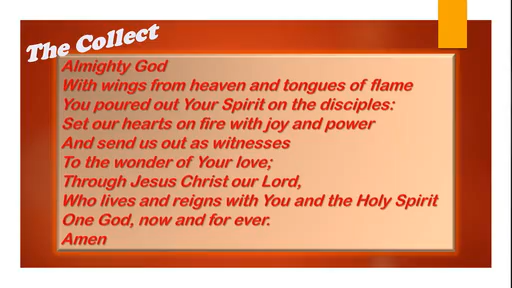 The Collect
Almighty God
With wings from heaven and tongues of flame
You poured out Your Spirit on the disciples:
Set our hearts on fire with joy and power
And send us out as witnesses
To the wonder of Your love;
Through Jesus Christ our Lord,
Who lives and reigns with You and the Holy Spirit
One God, now and for ever.
Amen